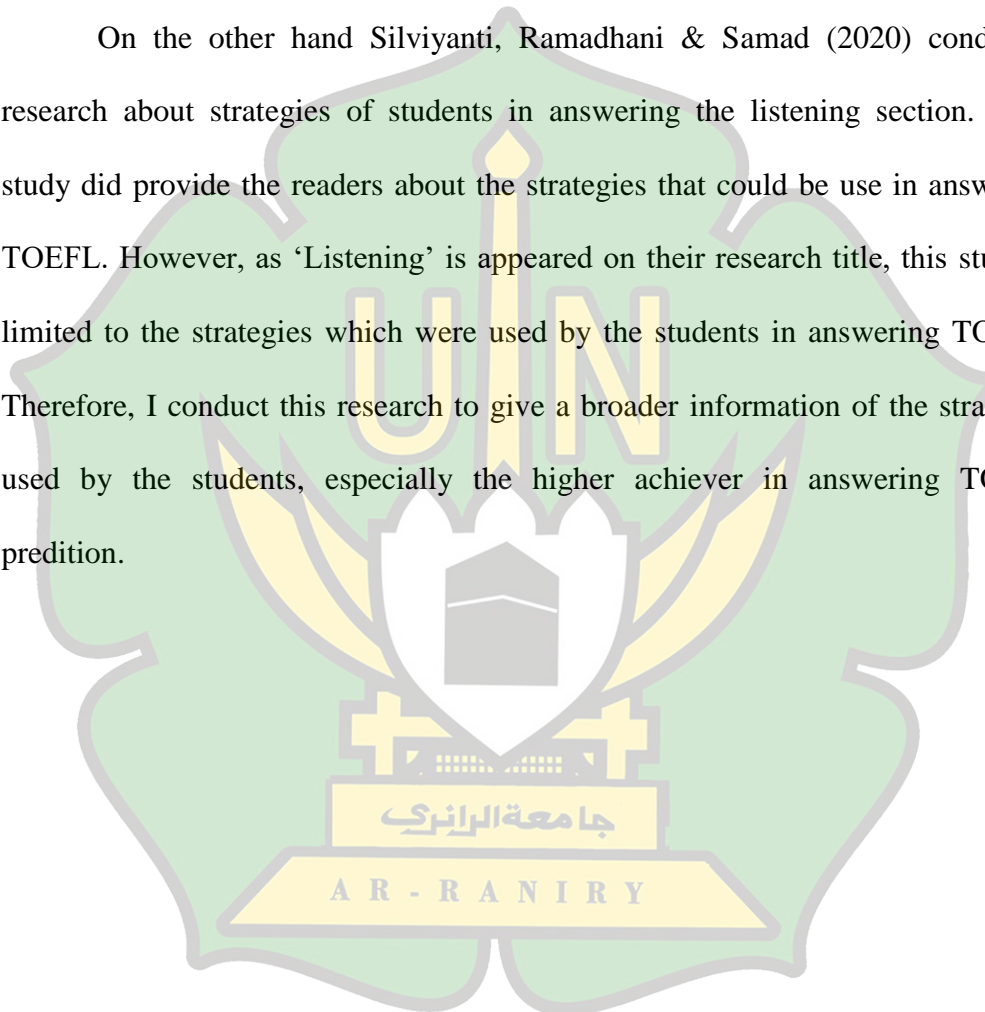 On the other hand Silviyanti, Ramadhani & Samad (2020) cond
research about strategies of students in answering the listening section.
study did provide the readers about the strategies that could be use in answ
TOEFL. However, as ‘Listening’ is appeared on their research title, this stu
limited to the strategies which were used by the students in answering TO
Therefore, I conduct this research to give a broader information of the stra
used by the students, especially the higher achiever in answering TO
predition.
UIN
جامعة الرانري
AR-RANIRY